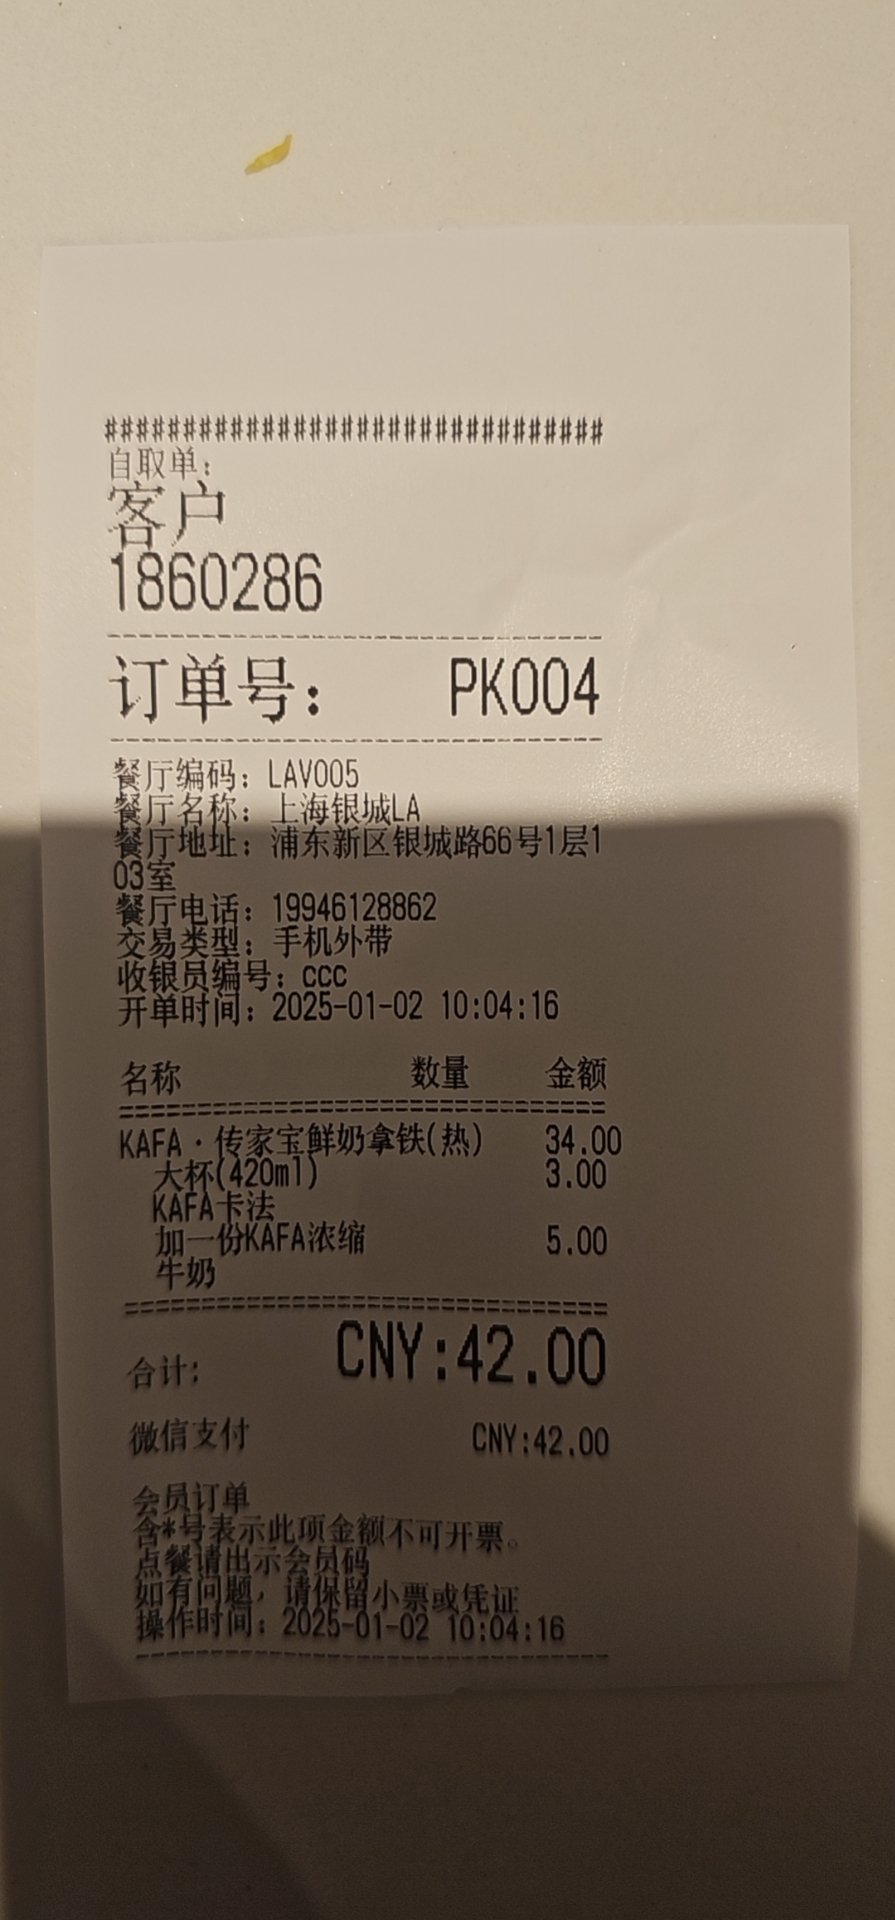 ################################
自取单:
客户
1860286
订单号: PK004
餐厅编码: LAV005
餐厅名称: 上海银城LA
餐厅地址: 浦东新区银城路66号1层1
03室
餐厅电话: 19946128862
交易类型: 手机外带
收银员编号: ccc
开单时间: 2025-01-02 10:04:16
名称 数量 金额
KAFA·传家宝鲜奶拿铁(热) 34.00
大杯(420ml) 3.00
KAFA卡法
加一份KAFA浓缩 5.00
牛奶
合计: CNY:42.00
微信支付 CNY:42.00
会员订单
含*号表示此项金额不可开票。
点餐请出示会员码
如有问题，请保留小票或凭证
操作时间: 2025-01-02 10:04:16